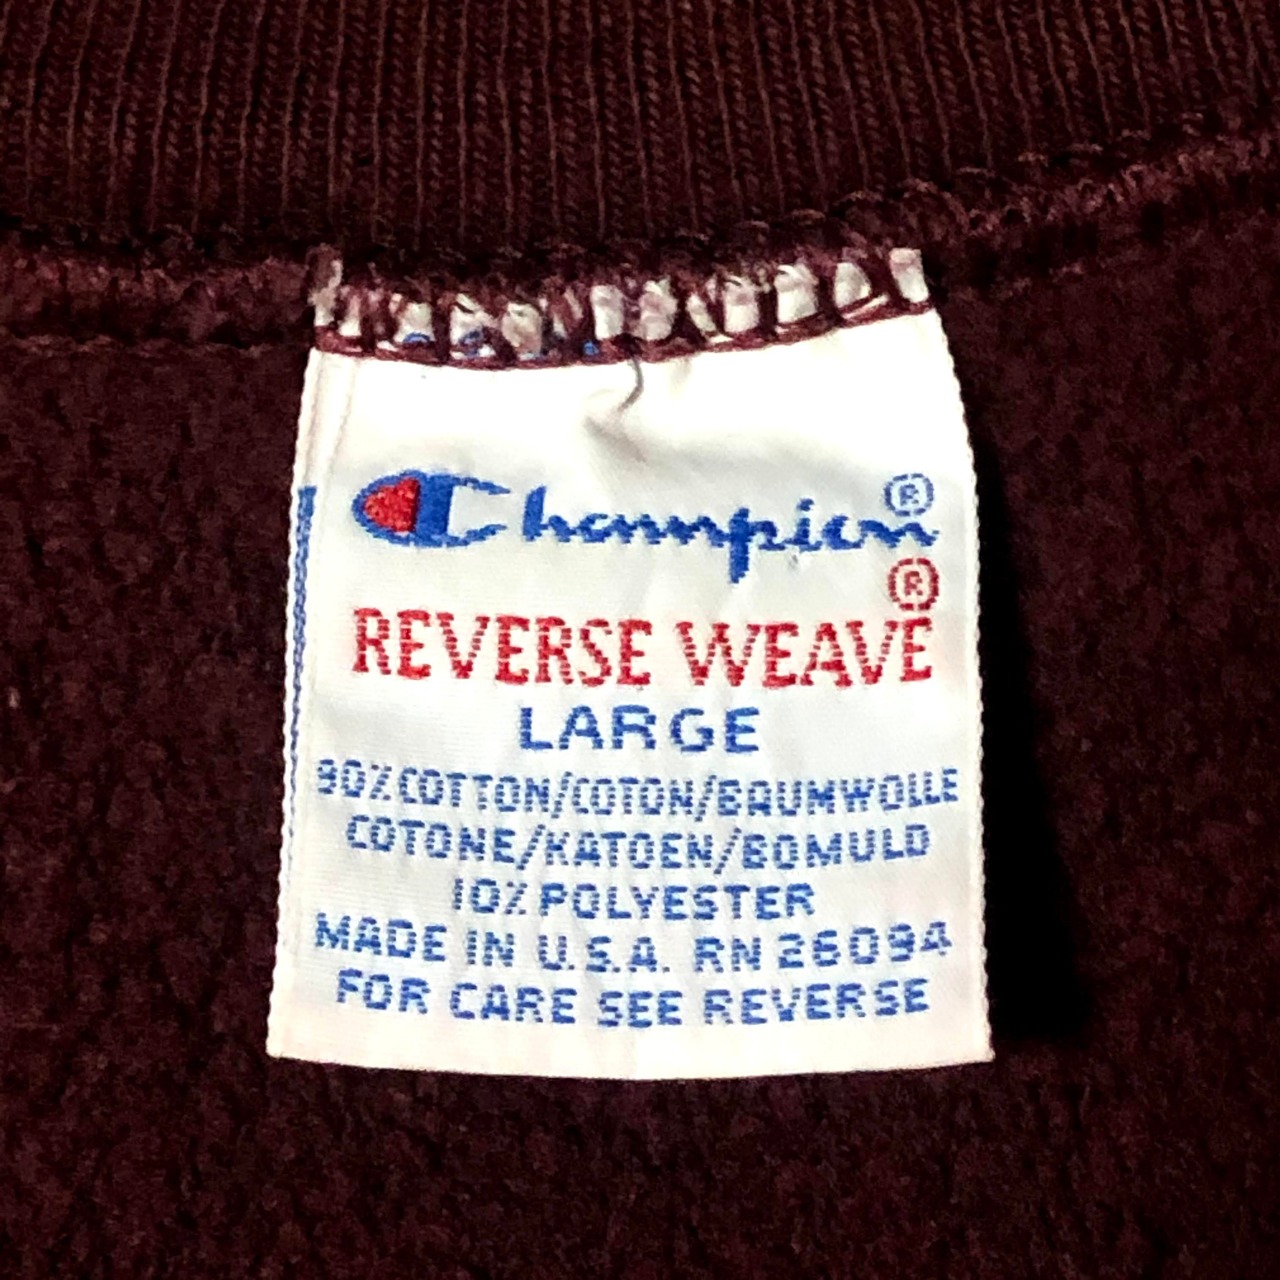 Champion®
REVERSE WEAVE®
LARGE
90% COTTON/COTON/BAUMWOLLE
COTONE/KATOEN/BOMULD
10% POLYESTER
MADE IN U.S.A. RN 26094
FOR CARE SEE REVERSE